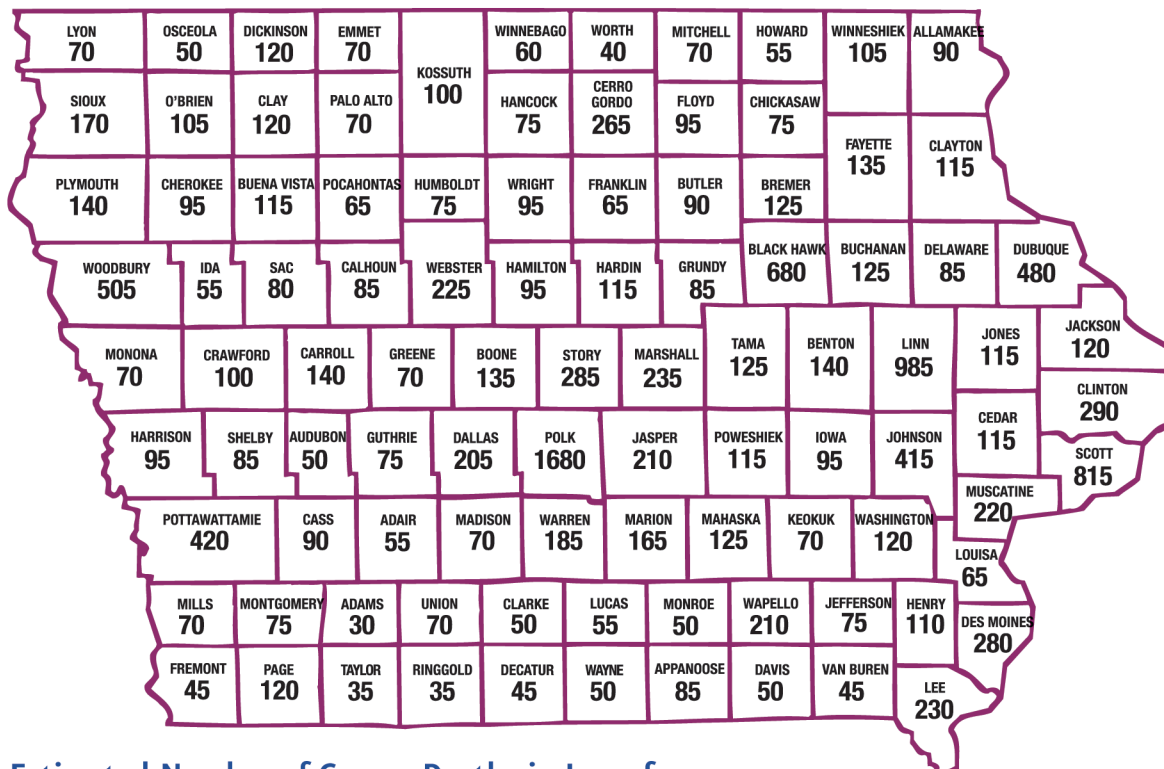 LYON
70
OSCEOLA
50
DICKINSON
120
EMMET
70
KOSSUTH
100
WINNEBAGO
60
WORTH
40
MITCHELL
70
HOWARD
55
WINNESHIEK
105
ALLAMAKEE
90
SIOUX
170
O'BRIEN
105
CLAY
120
PALO ALTO
70
HANCOCK
75
CERRO
GORDO
265
FLOYD
95
CHICKASAW
75
FAYETTE
135
CLAYTON
115
PLYMOUTH
140
CHEROKEE
95
BUENA VISTA
115
POCAHONTAS
65
HUMBOLDT
75
WRIGHT
95
FRANKLIN
65
BUTLER
90
BREMER
125
WOODBURY
505
IDA
55
SAC
80
CALHOUN
85
WEBSTER
225
HAMILTON
95
HARDIN
115
GRUNDY
85
BLACK HAWK
680
BUCHANAN
125
DELAWARE
85
DUBUQUE
480
MONONA
70
CRAWFORD
100
CARROLL
140
GREENE
70
BOONE
135
STORY
285
MARSHALL
235
TAMA
125
BENTON
140
LINN
985
JONES
115
JACKSON
120
CLINTON
290
HARRISON
95
SHELBY
85
AUDUBON
50
GUTHRIE
75
DALLAS
205
POLK
1680
JASPER
210
POWESHIEK
115
IOWA
95
JOHNSON
415
CEDAR
115
SCOTT
815
MUSCATINE
220
POTTAWATTAMIE
420
CASS
90
ADAIR
55
MADISON
70
WARREN
185
MARION
165
MAHASKA
125
KEOKUK
70
WASHINGTON
120
LOUISA
65
MILLS
70
MONTGOMERY
75
ADAMS
30
UNION
70
CLARKE
50
LUCAS
55
MONROE
50
WAPELLO
210
JEFFERSON
75
HENRY
110
DES MOINES
280
FREMONT
45
PAGE
120
TAYLOR
35
RINGGOLD
35
DECATUR
45
WAYNE
50
APPANOOSE
85
DAVIS
50
VAN BUREN
45
LEE
230